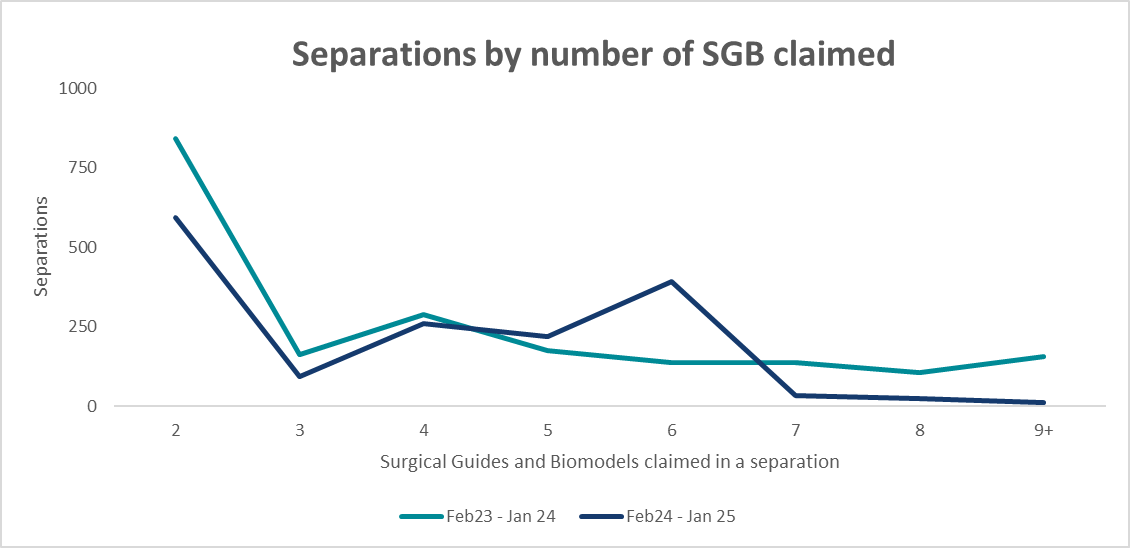 Separations by number of SGB claimed
1000
750
500
250
0
Separations
2 3 4 5 6 7 8 9+
Surgical Guides and Biomodels claimed in a separation
Feb23 - Jan 24 Feb24 - Jan 25